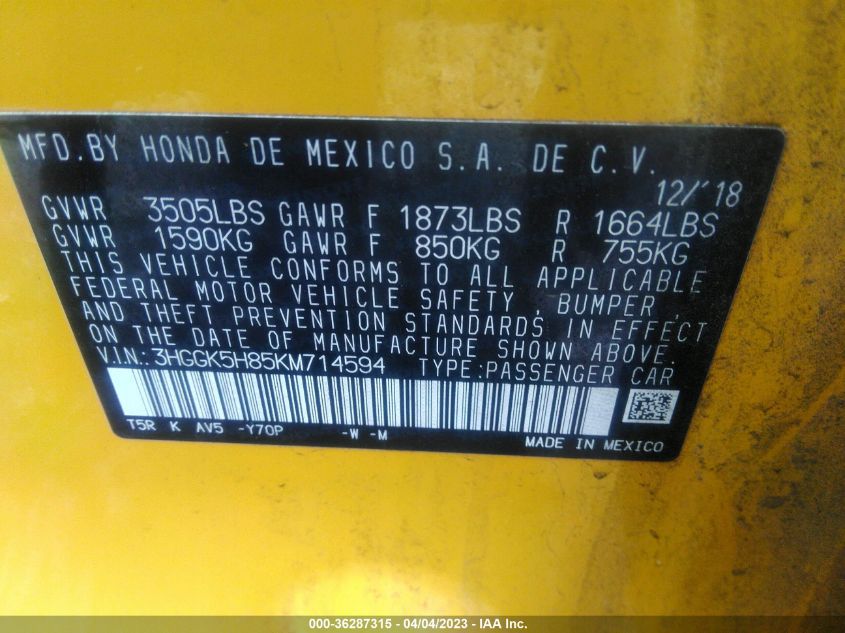 MFD.BY HONDA DE MEXICO S.A. DE C.V.
12/'18
GVWR 3505LBS GAWR F 1873LBS R 1664LBS
GVWR 1590KG GAWR F 850KG R 755KG
THIS VEHICLE CONFORMS TO ALL APPLICABLE
FEDERAL MOTOR VEHICLE SAFETY, BUMPER,
AND THEFT PREVENTION STANDARDS IN EFFECT
ON THE DATE OF MANUFACTURE SHOWN ABOVE.
V.I.N.: 3HGGK5H85KM714594 TYPE:PASSENGER CAR
T5R K AV5 -Y70P -W -M MADE IN MEXICO
000-36287315 - 04/04/2023 - IAA Inc.